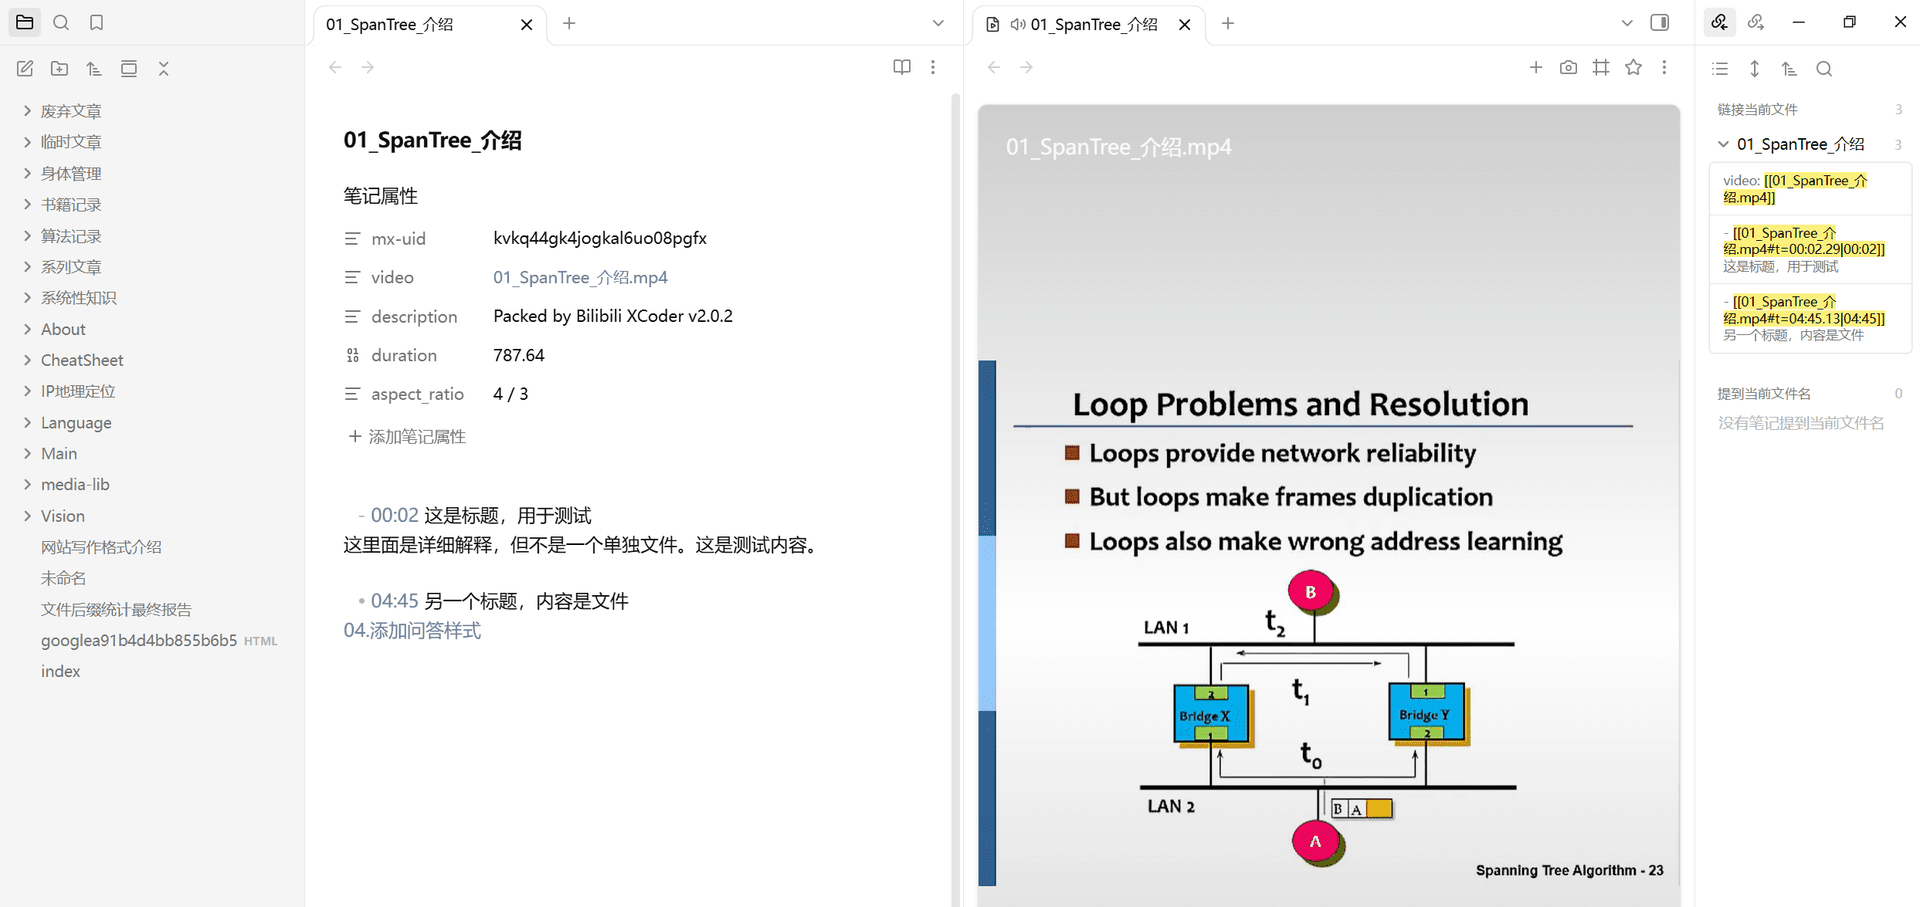 01_SpanTree_介绍
01_SpanTree_介绍
废弃文章
临时文章
身体管理
书籍记录
算法记录
系列文章
系统性知识
About
CheatSheet
IP地理定位
Language
Main
media-lib
Vision
网站写作格式介绍
未命名
文件后缀统计最终报告
googlea91b4d4bb855b6b5 HTML
index
01_SpanTree_介绍
笔记属性
mx-uid kvkq44gk4jogkal6uo08pgfx
video 01_SpanTree_介绍.mp4
description Packed by Bilibili XCoder v2.0.2
duration 787.64
aspect_ratio 4 / 3
添加笔记属性
- 00:02 这是标题，用于测试
这里面是详细解释，但不是一个单独文件。这是测试内容。
• 04:45 另一个标题，内容是文件
04.添加问答样式
01_SpanTree_介绍.mp4
Loop Problems and Resolution
Loops provide network reliability
But loops make frames duplication
Loops also make wrong address learning
B
LAN 1 t2
2 1
t1
Bridge X Bridge Y
1 2
t0
LAN 2 B A
A
Spanning Tree Algorithm - 23
链接当前文件 3
01_SpanTree_介绍 3
video: [[01_SpanTree_介
绍.mp4]]
- [[01_SpanTree_介
绍.mp4#t=00:02.29|00:02]]
这是标题，用于测试
- [[01_SpanTree_介
绍.mp4#t=04:45.13|04:45]]
另一个标题，内容是文件
提到当前文件名 0
没有笔记提到当前文件名